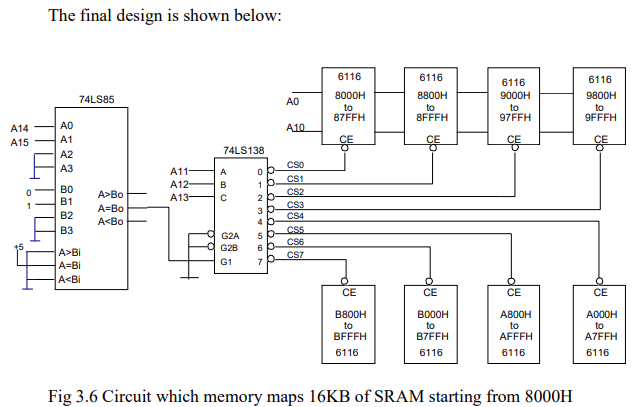 The final design is shown below:
74LS85
A14 A0
A15 A1
A2
A3
0 B0
1 B1
B2
B3
A>Bo
A=Bo
A<Bo
+5
A>Bi
A=Bi
A<Bi
74LS138
A11 A 0 CS0
A12 B 1 CS1
A13 C 2 CS2
3 CS3
4 CS4
G2A 5 CS5
G2B 6 CS6
G1 7 CS7
A0
A10
6116 6116 6116 6116
8000H 8800H 9000H 9800H
to to to to
87FFH 8FFFH 97FFH 9FFFH
CE CE CE CE
CE CE CE CE
B800H B000H A800H A000H
to to to to
BFFFH B7FFH AFFFH A7FFH
6116 6116 6116 6116
Fig 3.6 Circuit which memory maps 16KB of SRAM starting from 8000H